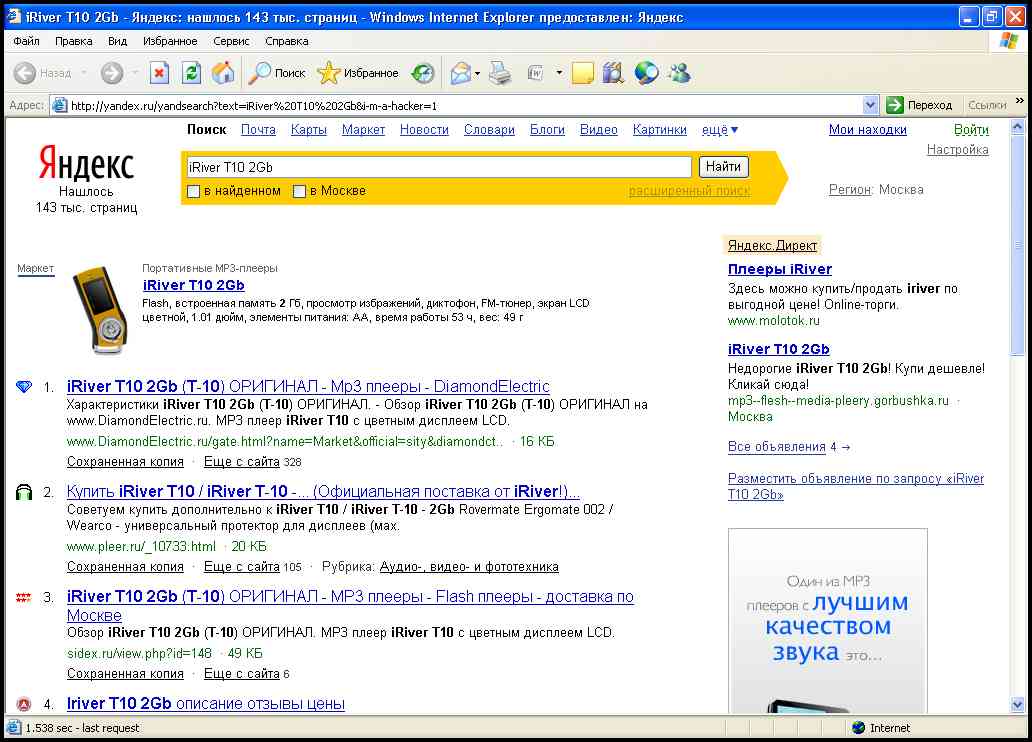 iRiver T10 2Gb - Яндекс: нашлось 143 тыс. страниц - Windows Internet Explorer предоставлен: Яндекс
Файл Правка Вид Избранное Сервис Справка
Назад Поиск Избранное
Адрес: http://yandex.ru/yandsearch?text=iRiver%20T10%202Gb&i-m-a-hacker=1 Переход Ссылки »
Поиск Почта Карты Маркет Новости Словари Блоги Видео Картинки ещё ▼ Мои находки Войти
Настройка
Яндекс
Нашлось
143 тыс. страниц
iRiver T10 2Gb Найти
в найденном в Москве расширенный поиск
Регион: Москва
Маркет
Портативные MP3-плееры
iRiver T10 2Gb
Flash, встроенная память 2 Гб, просмотр избражений, диктофон, FM-тюнер, экран LCD
цветной, 1.01 дюйм, элементы питания: AA, время работы 53 ч, вес: 49 г
1. iRiver T10 2Gb (T-10) ОРИГИНАЛ - Mp3 плееры - DiamondElectric
Характеристики iRiver T10 2Gb (T-10) ОРИГИНАЛ. - Обзор iRiver T10 2Gb (T-10) ОРИГИНАЛ на
www.DiamondElectric.ru. MP3 плеер iRiver T10 с цветным дисплеем LCD.
www.DiamondElectric.ru/gate.html?name=Market&official=sity&diamondct.. · 16 КБ
Сохраненная копия · Еще с сайта 328
2. Купить iRiver T10 / iRiver T-10 -... (Официальная поставка от iRiver!)...
Советуем купить дополнительно к iRiver T10 / iRiver T-10 - 2Gb Rovermate Ergomate 002 /
Wearco - универсальный протектор для дисплеев (мах.
www.pleer.ru/_10733.html · 20 КБ
Сохраненная копия · Еще с сайта 105 · Рубрика: Аудио-, видео- и фототехника
3. iRiver T10 2Gb (T-10) ОРИГИНАЛ - MP3 плееры - Flash плееры - доставка по
Москве
Обзор iRiver T10 2Gb (T-10) ОРИГИНАЛ. MP3 плеер iRiver T10 с цветным дисплеем LCD.
sidex.ru/view.php?id=148 · 49 КБ
Сохраненная копия · Еще с сайта 6
4. Iriver T10 2Gb описание отзывы цены
Яндекс.Директ
Плееры iRiver
Здесь можно купить/продать iriver по
выгодной цене! Online-торги.
www.molotok.ru
iRiver T10 2Gb
Недорогие iRiver T10 2Gb! Купи дешевле!
Кликай сюда!
mp3--flesh--media-pleery.gorbushka.ru ·
Москва
Все объявления 4 →
Разместить объявление по запросу «iRiver
T10 2Gb»
Один из MP3
плееров с лучшим
качеством
звука это...
1.538 sec - last request Internet